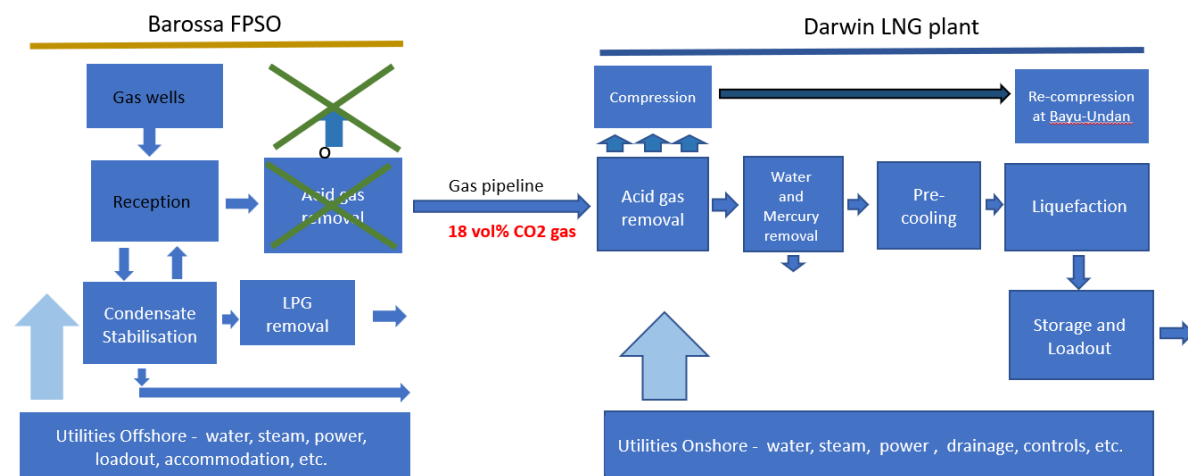 Barossa FPSO
Darwin LNG plant
Gas wells
Compression
Re-compression
at Bayu-Undan
O
Reception
Acid gas
removal
Gas pipeline
18 vol% CO2 gas
Acid gas
removal
Water
and
Mercury
removal
Pre-
cooling
Liquefaction
Condensate
Stabilisation
LPG
removal
Storage and
Loadout
Utilities Offshore - water, steam, power,
loadout, accommodation, etc.
Utilities Onshore - water, steam, power , drainage, controls, etc.